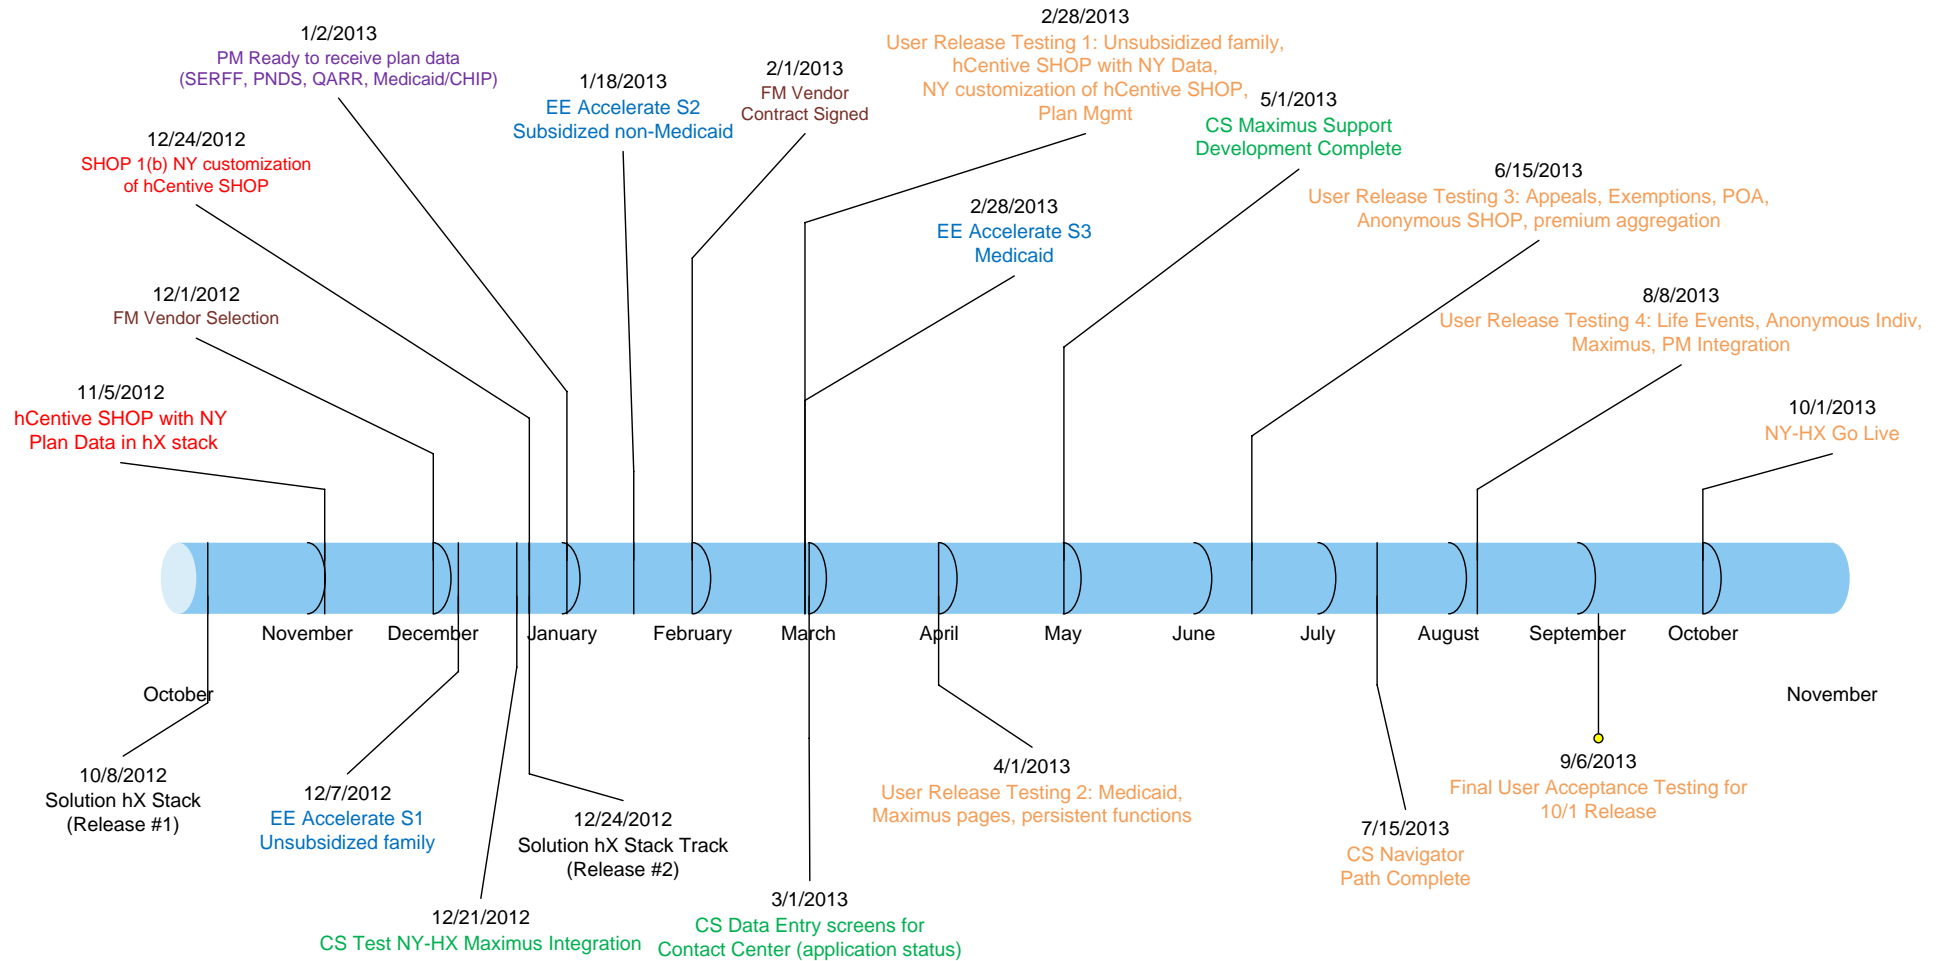 2/28/2013
User Release Testing 1: Unsubsidized family,
hCentive SHOP with NY Data,
NY customization of hCentive SHOP,
Plan Mgmt
1/2/2013
PM Ready to receive plan data
(SERFF, PNDS, QARR, Medicaid/CHIP)
2/1/2013
FM Vendor
Contract Signed
1/18/2013
EE Accelerate S2
Subsidized non-Medicaid
5/1/2013
CS Maximus Support
Development Complete
12/24/2012
SHOP 1(b) NY customization
of hCentive SHOP
6/15/2013
User Release Testing 3: Appeals, Exemptions, POA,
Anonymous SHOP, premium aggregation
2/28/2013
EE Accelerate S3
Medicaid
12/1/2012
FM Vendor Selection
8/8/2013
User Release Testing 4: Life Events, Anonymous Indiv,
Maximus, PM Integration
11/5/2012
hCentive SHOP with NY
Plan Data in hX stack
10/1/2013
NY-HX Go Live
November
December
January
February
March
April
May
June
July
August
September
October
October
November
10/8/2012
Solution hX Stack
(Release #1)
12/7/2012
EE Accelerate S1
Unsubsidized family
12/24/2012
Solution hX Stack Track
(Release #2)
4/1/2013
User Release Testing 2: Medicaid,
Maximus pages, persistent functions
9/6/2013
Final User Acceptance Testing for
10/1 Release
7/15/2013
CS Navigator
Path Complete
12/21/2012
CS Test NY-HX Maximus Integration
3/1/2013
CS Data Entry screens for
Contact Center (application status)